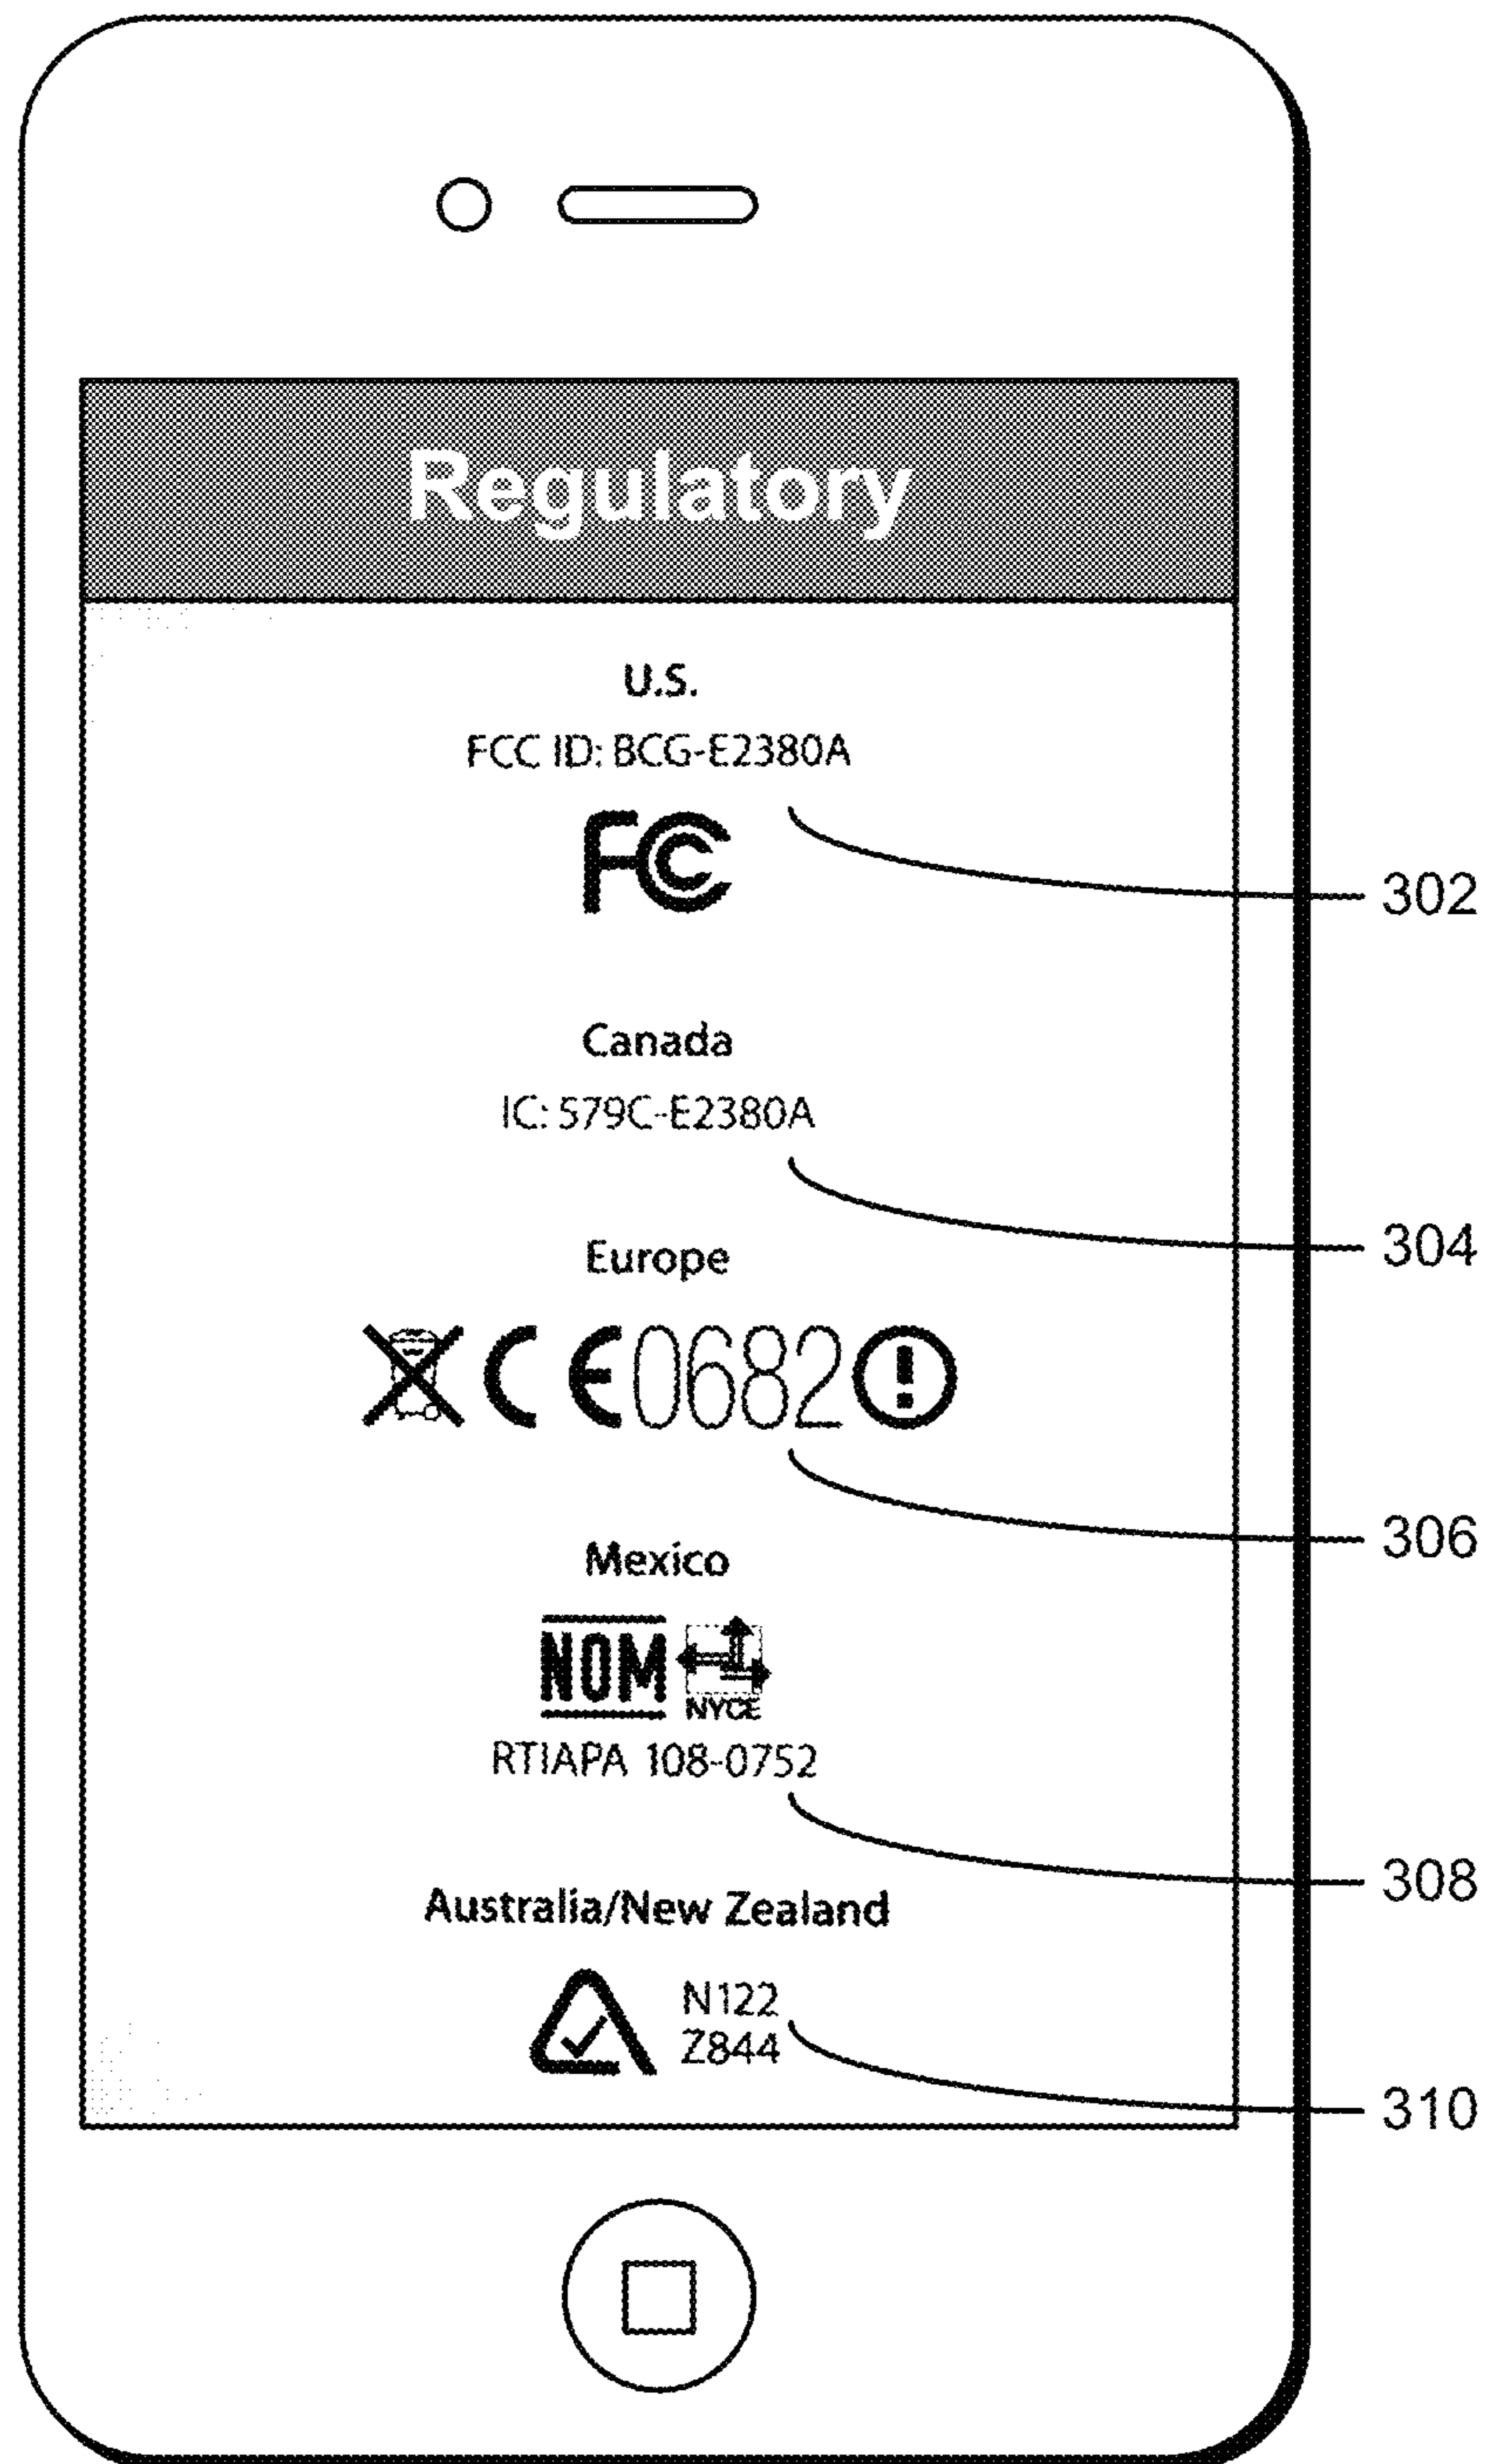 Regulatory
U.S.
FCC ID: BCG-E2380A
FC
302
Canada
IC: 579C-E2380A
304
Europe
CE0682!
306
Mexico
NOM NYCE
RTIAPA 108-0752
308
Australia/New Zealand
N122
Z844
310